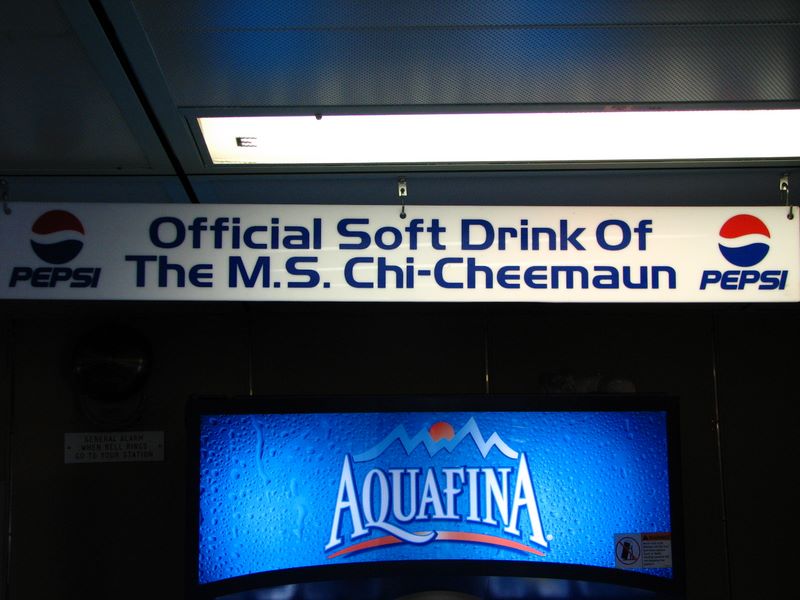 Official Soft Drink Of
The M.S. Chi-Cheemaun
PEPSI
PEPSI
GENERAL ALARM
WHEN BELL RINGS
GO TO YOUR STATION
AQUAFINA